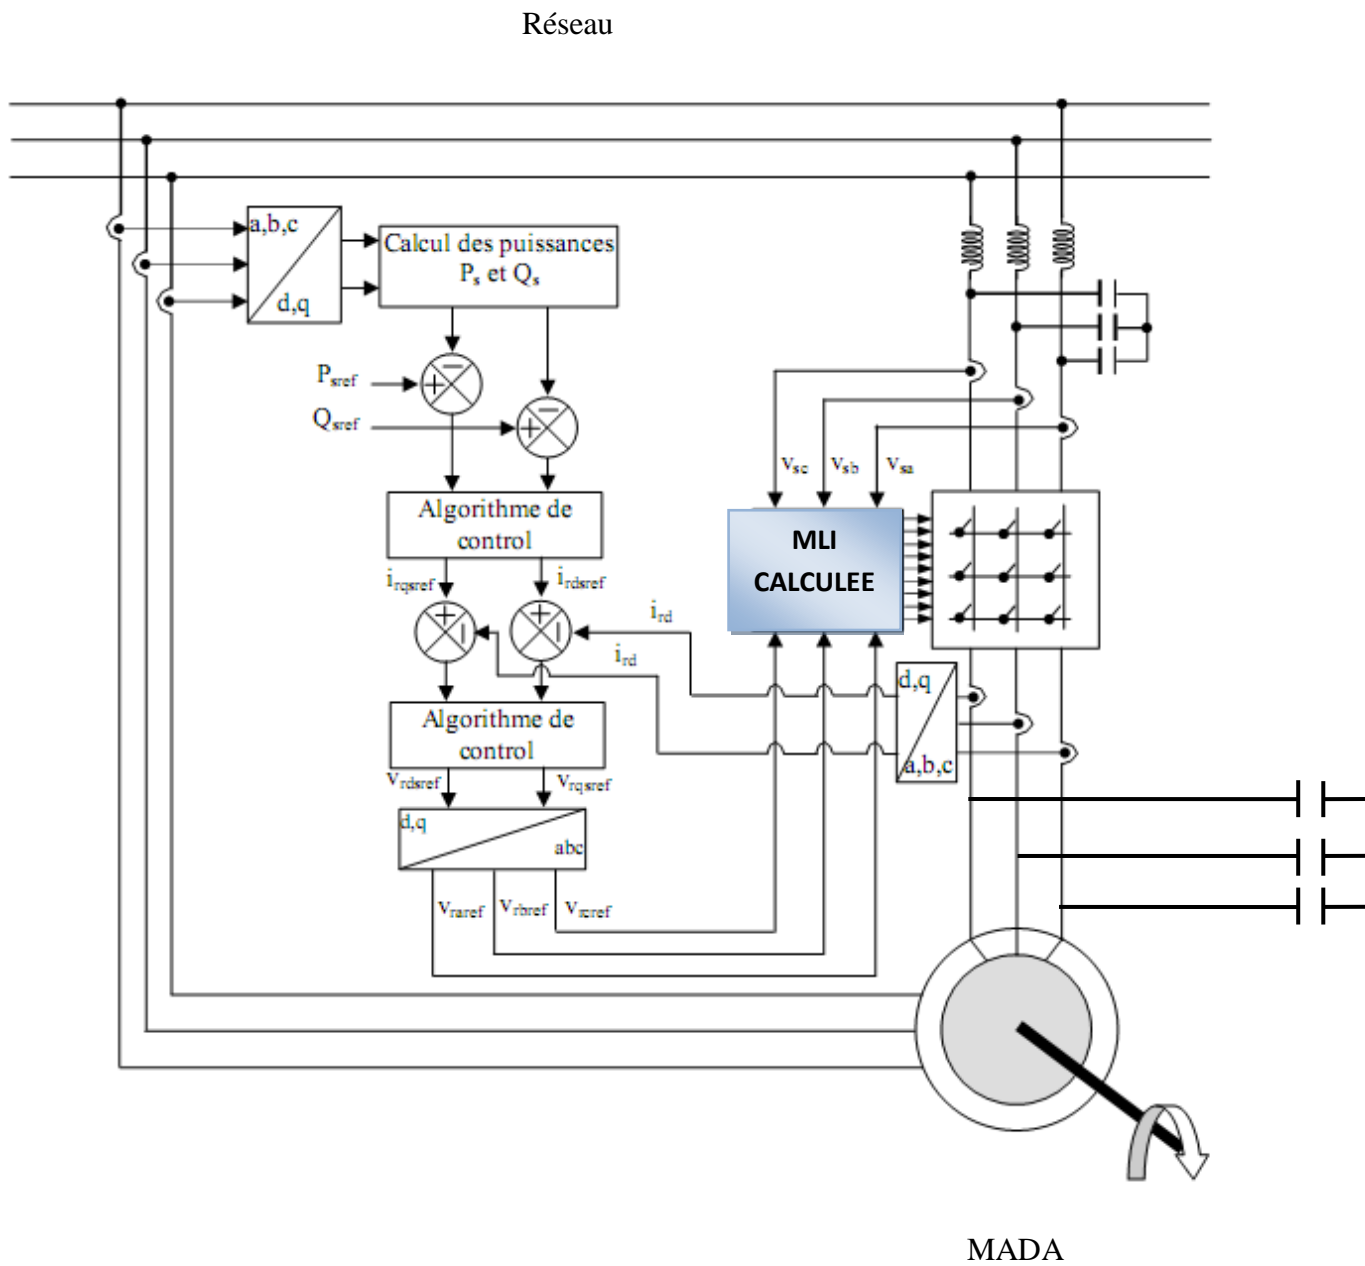 Réseau
a,b,c
d,q
Calcul des puissances
Ps et Qs
Psref
Qsref
vsc
vsb
vsa
Algorithme de
control
MLI
CALCULEE
irqsref
irdsref
ird
ird
d,q
a,b,c
Algorithme de
control
vrdsref
vrqsref
d,q
abc
vraref
vrbref
vrcref
MADA